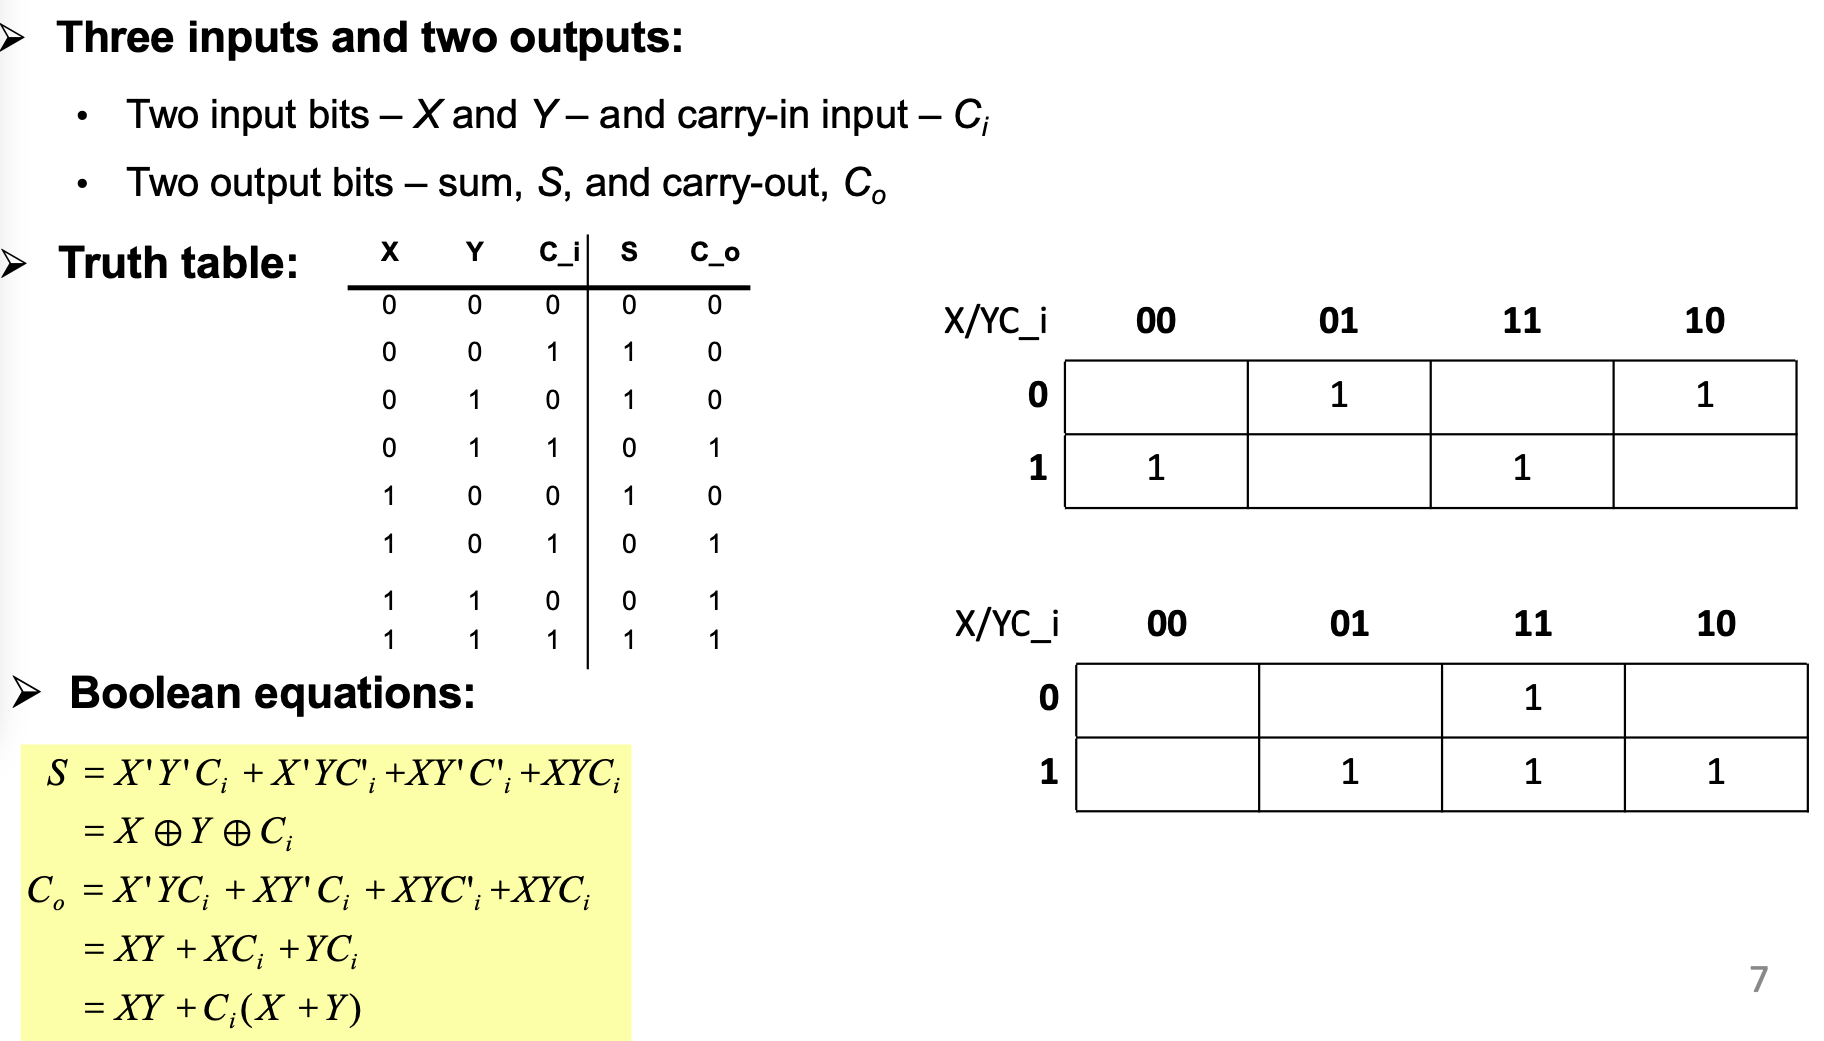 ➢ Three inputs and two outputs:
• Two input bits – X and Y – and carry-in input – C_i
• Two output bits – sum, S, and carry-out, C_o
➢ Truth table:
X Y C_i S C_o
0 0 0 0 0
0 0 1 1 0
0 1 0 1 0
0 1 1 0 1
1 0 0 1 0
1 0 1 0 1
1 1 0 0 1
1 1 1 1 1
X/YC_i 00 01 11 10
0 1 1
1 1 1
X/YC_i 00 01 11 10
0 1
1 1 1 1
➢ Boolean equations:
S = X'Y'C_i + X'YC'_i +XY'C'_i +XYC_i
= X ⊕ Y ⊕ C_i
C_o = X'YC_i + XY'C_i + XYC'_i +XYC_i
= XY + XC_i + YC_i
= XY + C_i(X + Y)
7